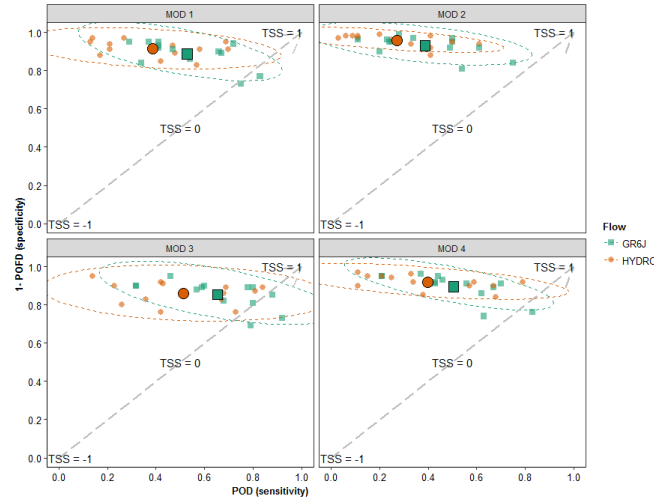 MOD 1
MOD 2
1.0
0.8
0.6
0.4
0.2
0.0
TSS = 1
TSS = 0
TSS = -1
TSS = 1
TSS = 0
TSS = -1
MOD 3
MOD 4
1.0
0.8
0.6
0.4
0.2
0.0
TSS = 1
TSS = 0
TSS = -1
TSS = 1
TSS = 0
TSS = -1
0.0 0.2 0.4 0.6 0.8 1.0
0.0 0.2 0.4 0.6 0.8 1.0
POD (sensitivity)
1- POFD (specificity)
Flow
GR6J
HYDRO